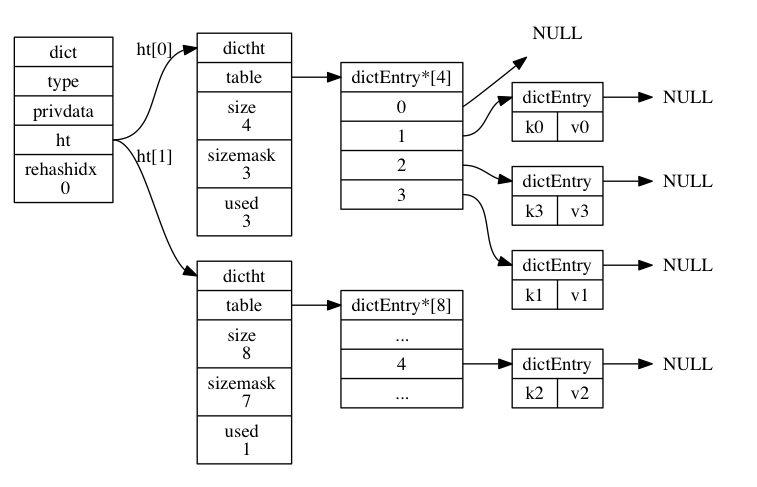 dict
type
privdata
ht
rehashidx
0
ht[0]
ht[1]
dictht
table
size
4
sizemask
3
used
3
dictht
table
size
8
sizemask
7
used
1
dictEntry*[4]
0
1
2
3
dictEntry*[8]
...
4
...
NULL
dictEntry
k0 v0
NULL
dictEntry
k3 v3
NULL
dictEntry
k1 v1
NULL
dictEntry
k2 v2
NULL